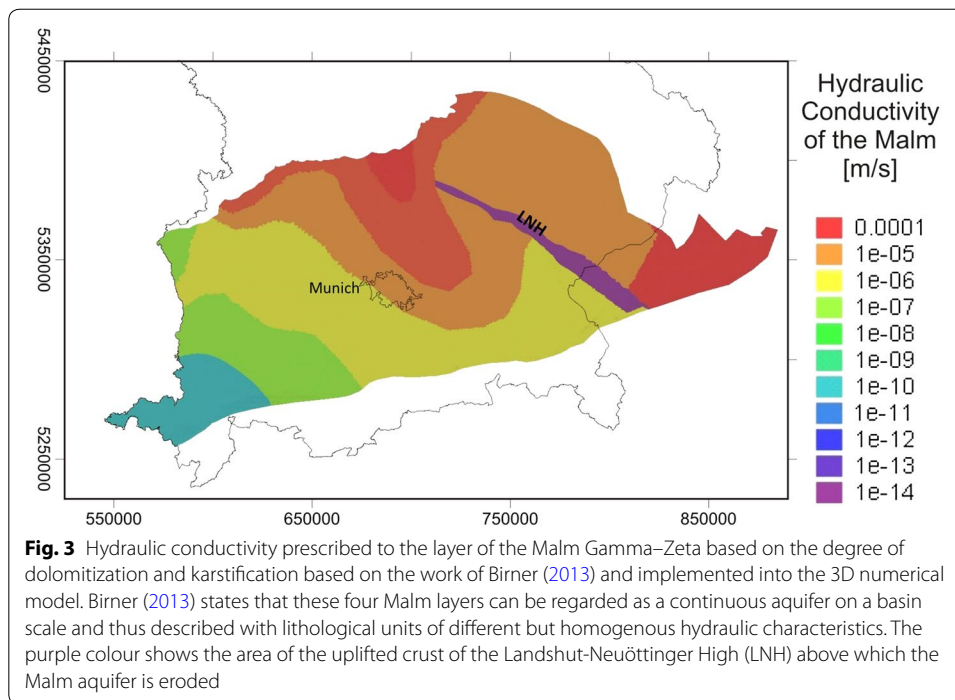 5450000
5350000
5250000
550000
650000
750000
850000
Munich
LNH
Hydraulic
Conductivity
of the Malm
[m/s]
0.0001
1e-05
1e-06
1e-07
1e-08
1e-09
1e-10
1e-11
1e-12
1e-13
1e-14
Fig. 3 Hydraulic conductivity prescribed to the layer of the Malm Gamma–Zeta based on the degree of
dolomitization and karstification based on the work of Birner (2013) and implemented into the 3D numerical
model. Birner (2013) states that these four Malm layers can be regarded as a continuous aquifer on a basin
scale and thus described with lithological units of different but homogenous hydraulic characteristics. The
purple colour shows the area of the uplifted crust of the Landshut-Neuöttinger High (LNH) above which the
Malm aquifer is eroded